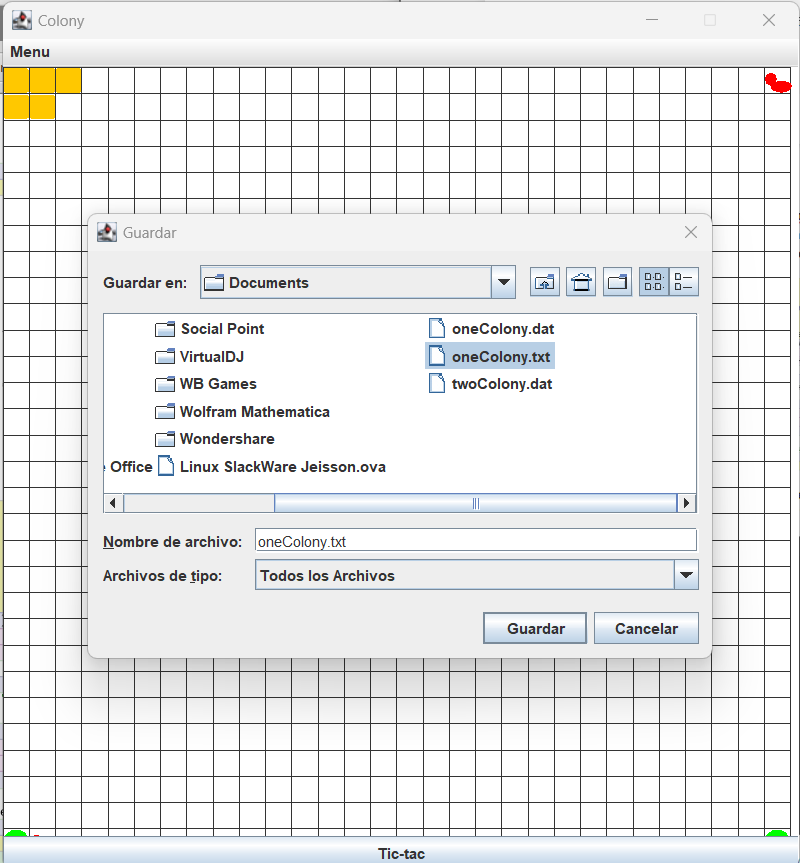 Colony
Menu
Guardar
Guardar en: Documents
Social Point
VirtualDJ
WB Games
Wolfram Mathematica
Wondershare
Office Linux SlackWare Jeisson.ova
oneColony.dat
oneColony.txt
twoColony.dat
Nombre de archivo: oneColony.txt
Archivos de tipo: Todos los Archivos
Guardar Cancelar
Tic-tac